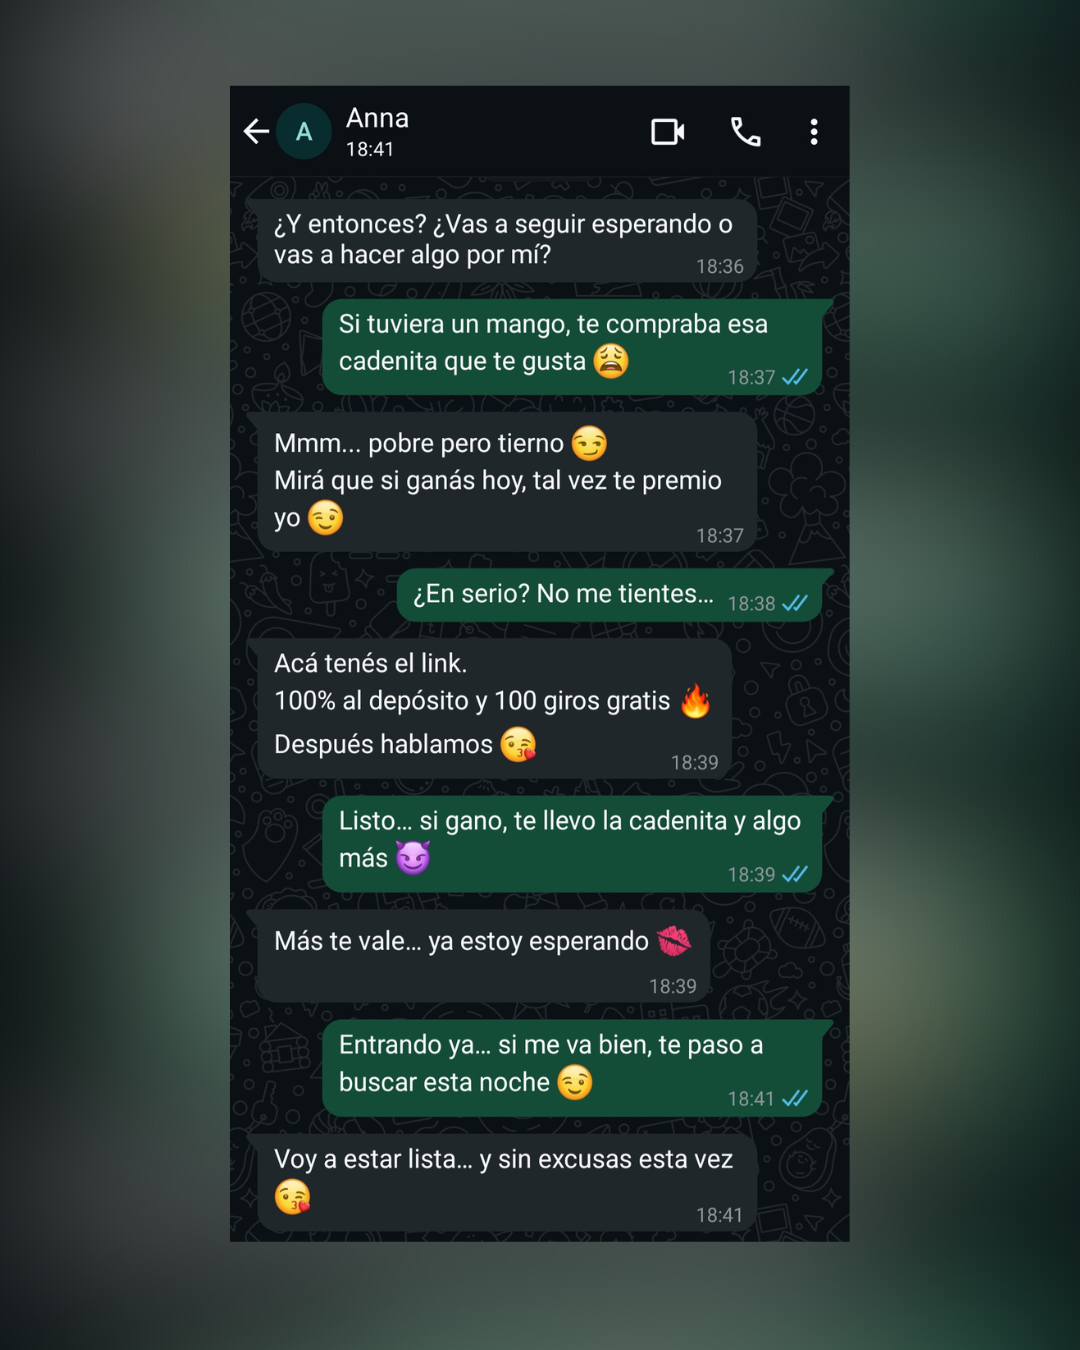 A
Anna
18:41
¿Y entonces? ¿Vas a seguir esperando o
vas a hacer algo por mí?
18:36
Si tuviera un mango, te compraba esa
cadenita que te gusta 😩
18:37
Mmm... pobre pero tierno 😏
Mirá que si ganás hoy, tal vez te premio
yo 😉
18:37
¿En serio? No me tientes...
18:38
Acá tenés el link.
100% al depósito y 100 giros gratis 🔥
Después hablamos 😘
18:39
Listo... si gano, te llevo la cadenita y algo
más 😈
18:39
Más te vale... ya estoy esperando 💋
18:39
Entrando ya... si me va bien, te paso a
buscar esta noche 😉
18:41
Voy a estar lista... y sin excusas esta vez
😘
18:41